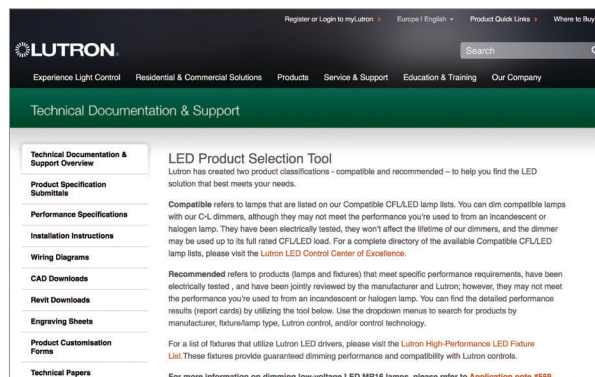 Register or Login to myLutron
Europe | English
Product Quick Links
Where to Buy
LUTRON
Search
Experience Light Control
Residential & Commercial Solutions
Products
Service & Support
Education & Training
Our Company
Technical Documentation & Support
Technical Documentation &
Support Overview
Product Specification
Submittals
Performance Specifications
Installation Instructions
Wiring Diagrams
CAD Downloads
Revit Downloads
Engraving Sheets
Product Customisation
Forms
Technical Papers
LED Product Selection Tool
Lutron has created two product classifications - compatible and recommended – to help you find the LED
solution that best meets your needs.
Compatible refers to lamps that are listed on our Compatible CFL/LED lamp lists. You can dim compatible lamps
with our C•L dimmers, although they may not meet the performance you're used to from an incandescent or
halogen lamp. They have been electrically tested, they won't affect the lifetime of our dimmers, and the dimmer
may be used up to its full rated CFL/LED load. For a complete directory of the available Compatible CFL/LED
lamp lists, please visit the Lutron LED Control Center of Excellence.
Recommended refers to products (lamps and fixtures) that meet specific performance requirements, have been
electrically tested , and have been jointly reviewed by the manufacturer and Lutron; however, they may not meet
the performance you're used to from an incandescent or halogen lamp. You can find the detailed performance
results (report cards) by utilizing the tool below. Use the dropdown menus to search for products by
manufacturer, fixture/lamp type, Lutron control, and/or control technology.
For a list of fixtures that utilize Lutron LED drivers, please visit the Lutron High-Performance LED Fixture
List.These fixtures provide guaranteed dimming performance and compatibility with Lutron controls.
For more information on dimming low-voltage LED MR16 lamps, please refer to Application note #559